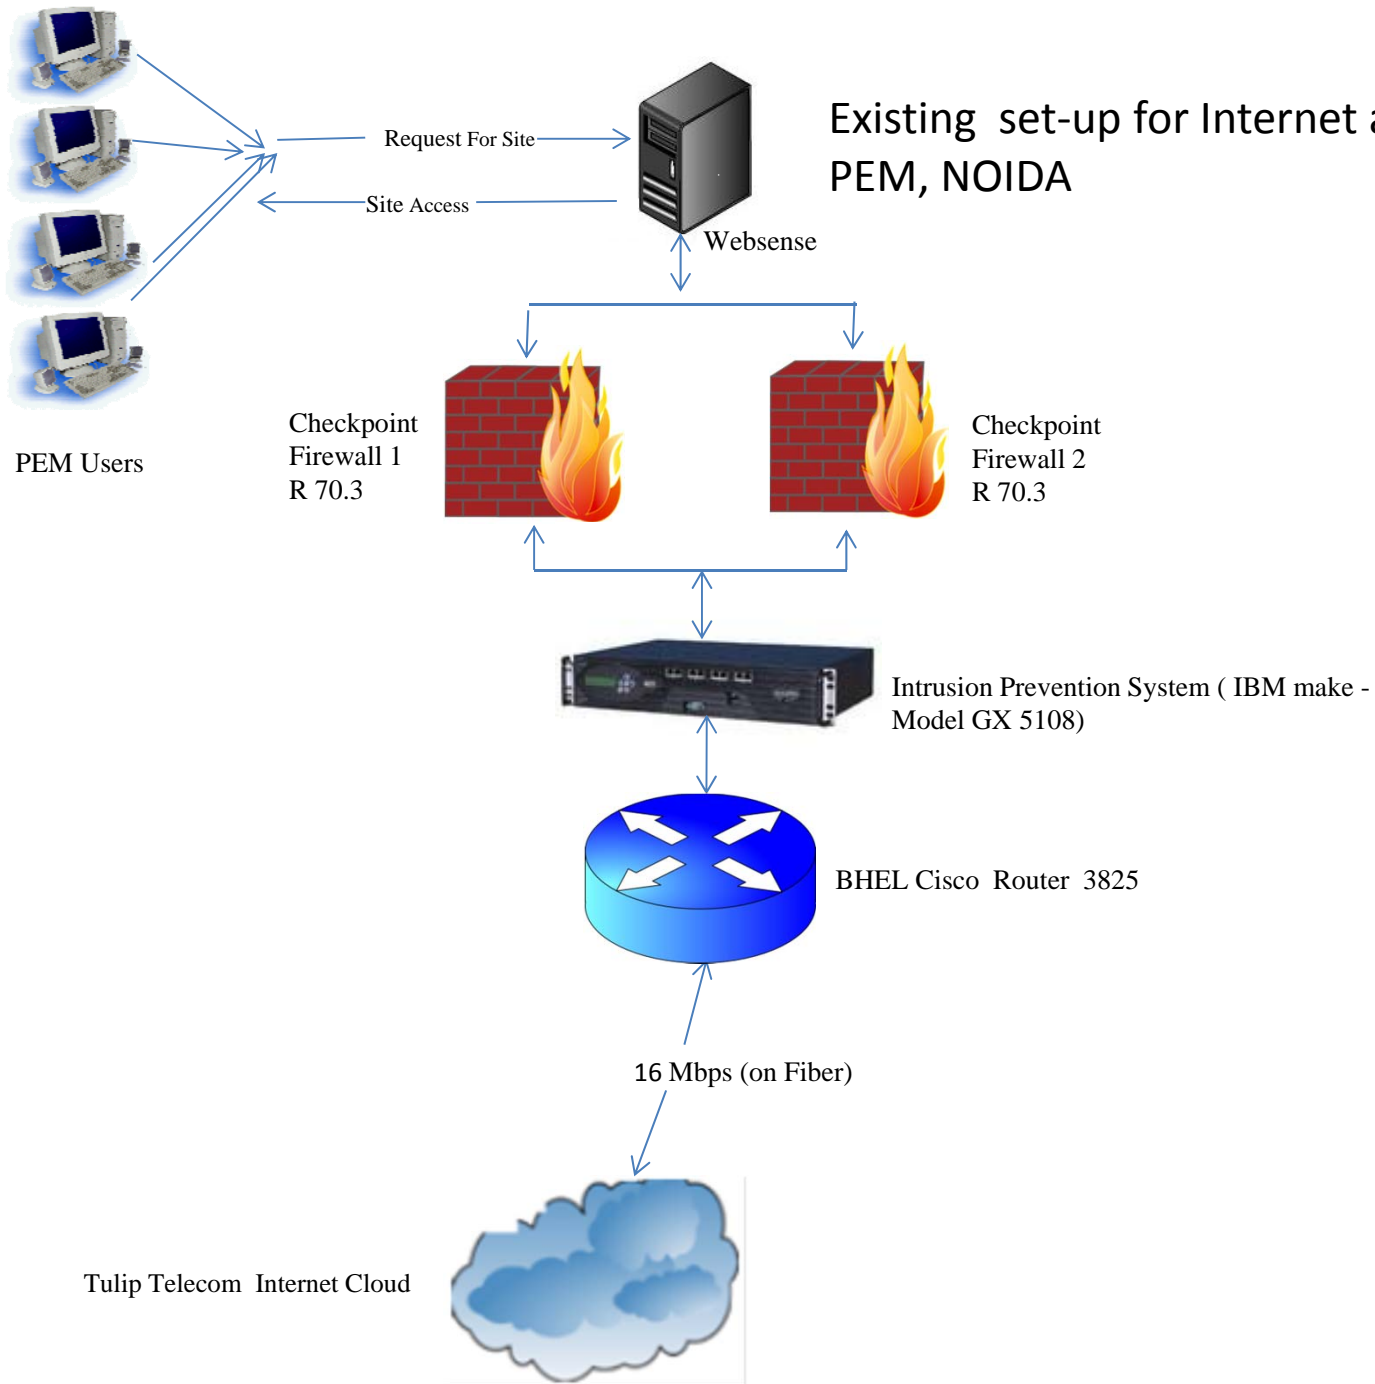 Existing set-up for Internet a
PEM, NOIDA
Request For Site
Site Access
Websense
Checkpoint
Firewall 1
R 70.3
Checkpoint
Firewall 2
R 70.3
PEM Users
Intrusion Prevention System ( IBM make -
Model GX 5108)
BHEL Cisco Router 3825
16 Mbps (on Fiber)
Tulip Telecom Internet Cloud